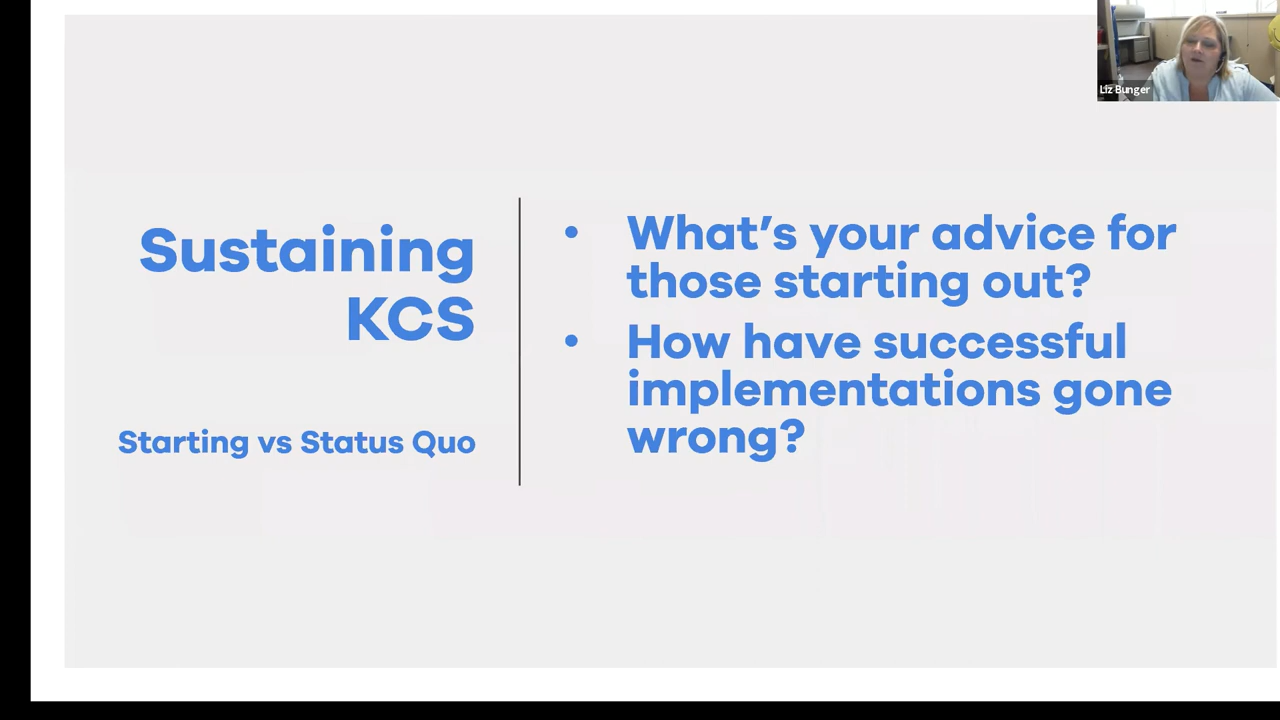 Liz Bunger
Sustaining
KCS
Starting vs Status Quo
• What’s your advice for
those starting out?
• How have successful
implementations gone
wrong?